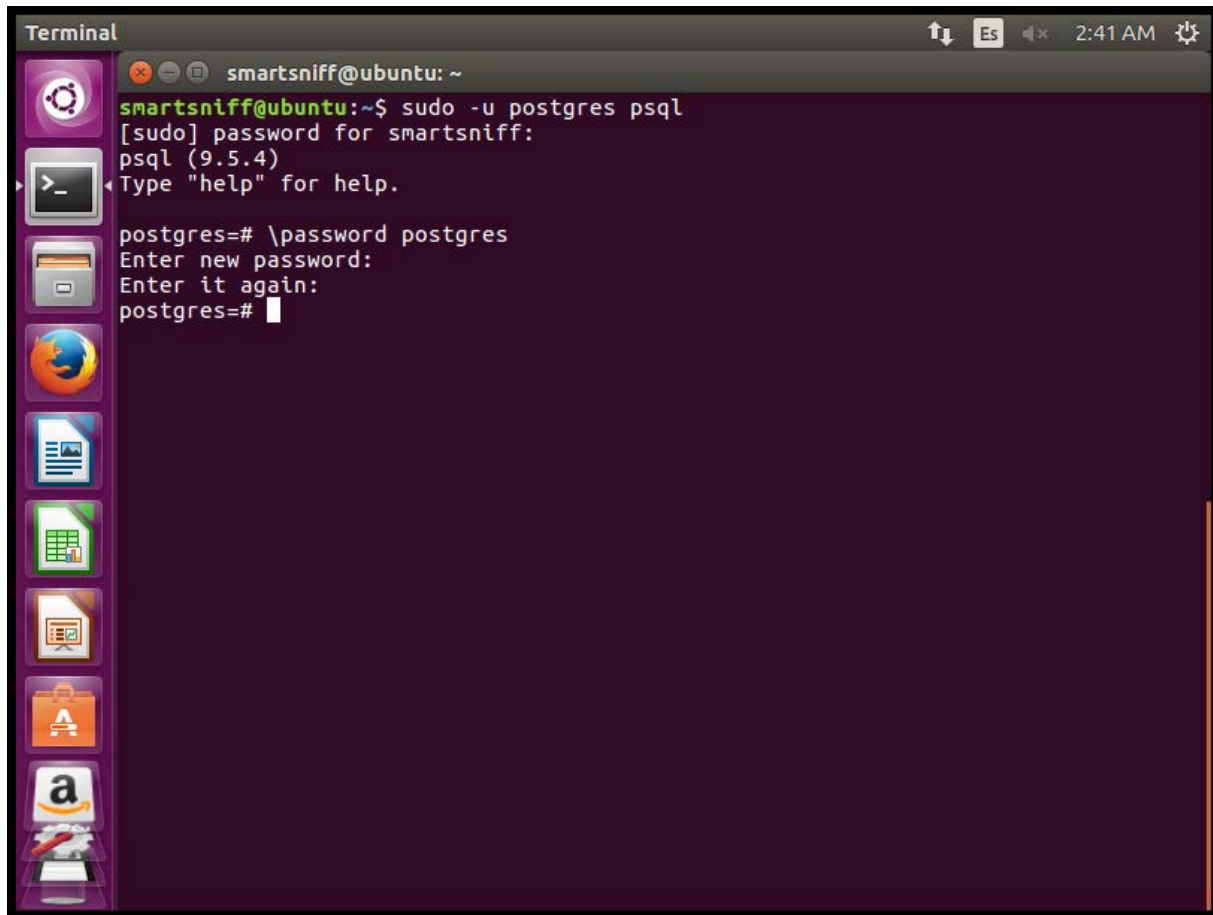 Terminal
Es
2:41 AM
smartsniff@ubuntu: ~
smartsniff@ubuntu:~$ sudo -u postgres psql
[sudo] password for smartsniff:
psql (9.5.4)
Type "help" for help.
postgres=# \password postgres
Enter new password:
Enter it again:
postgres=#
>_
A
a